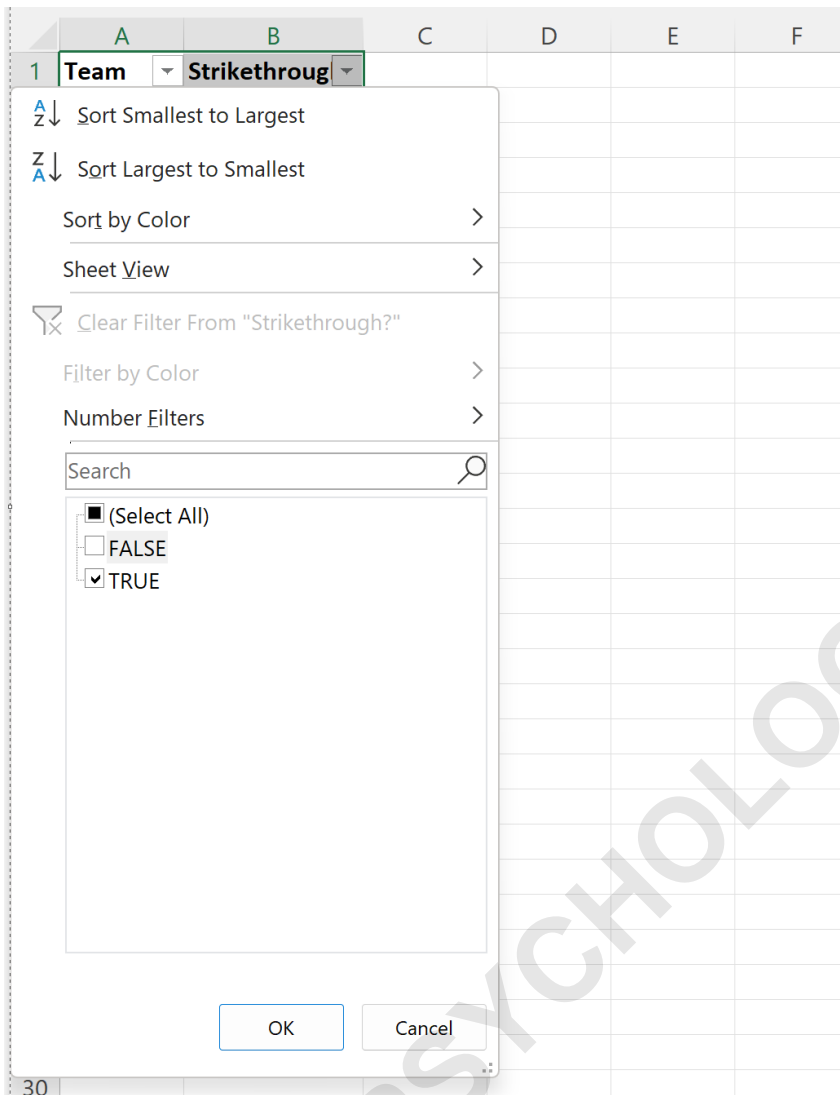 A B C D E F
1 Team Strikethroug
Sort Smallest to Largest
Sort Largest to Smallest
Sort by Color
Sheet View
Clear Filter From "Strikethrough?"
Filter by Color
Number Filters
Search
(Select All)
FALSE
TRUE
OK Cancel
30
PSYCHOLO